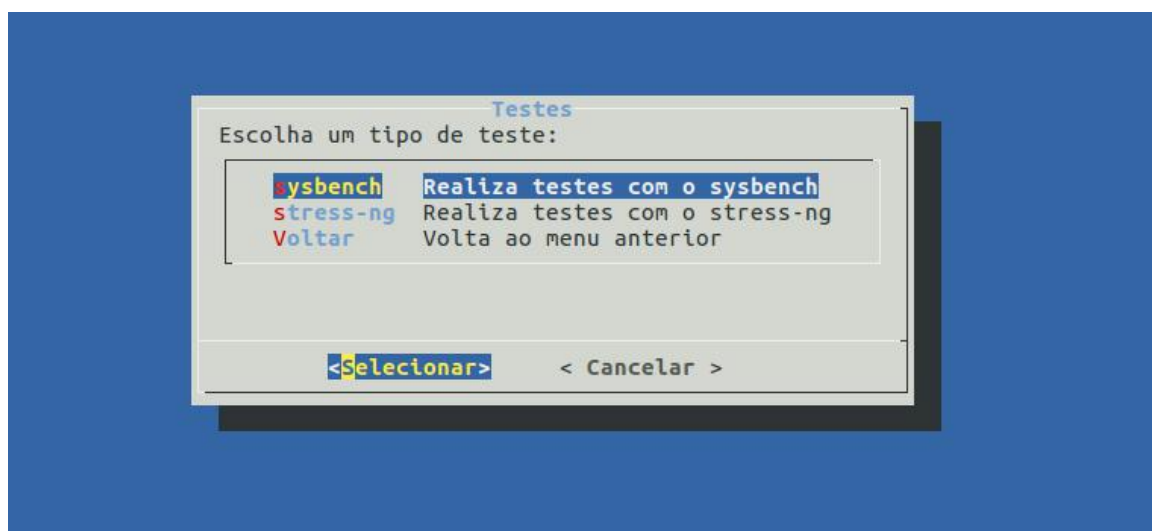 Testes
Escolha um tipo de teste:
sysbench Realiza testes com o sysbench
stress-ng Realiza testes com o stress-ng
Voltar Volta ao menu anterior
<Selecionar> < Cancelar >